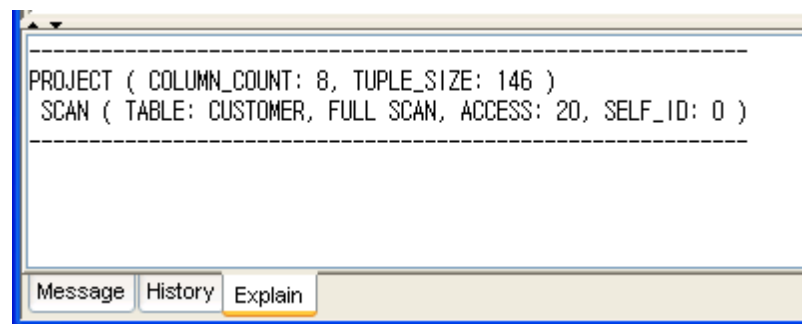 ------------------------------------------------------------
PROJECT ( COLUMN_COUNT: 8, TUPLE_SIZE: 146 )
 SCAN ( TABLE: CUSTOMER, FULL SCAN, ACCESS: 20, SELF_ID: 0 )
------------------------------------------------------------
Message History Explain